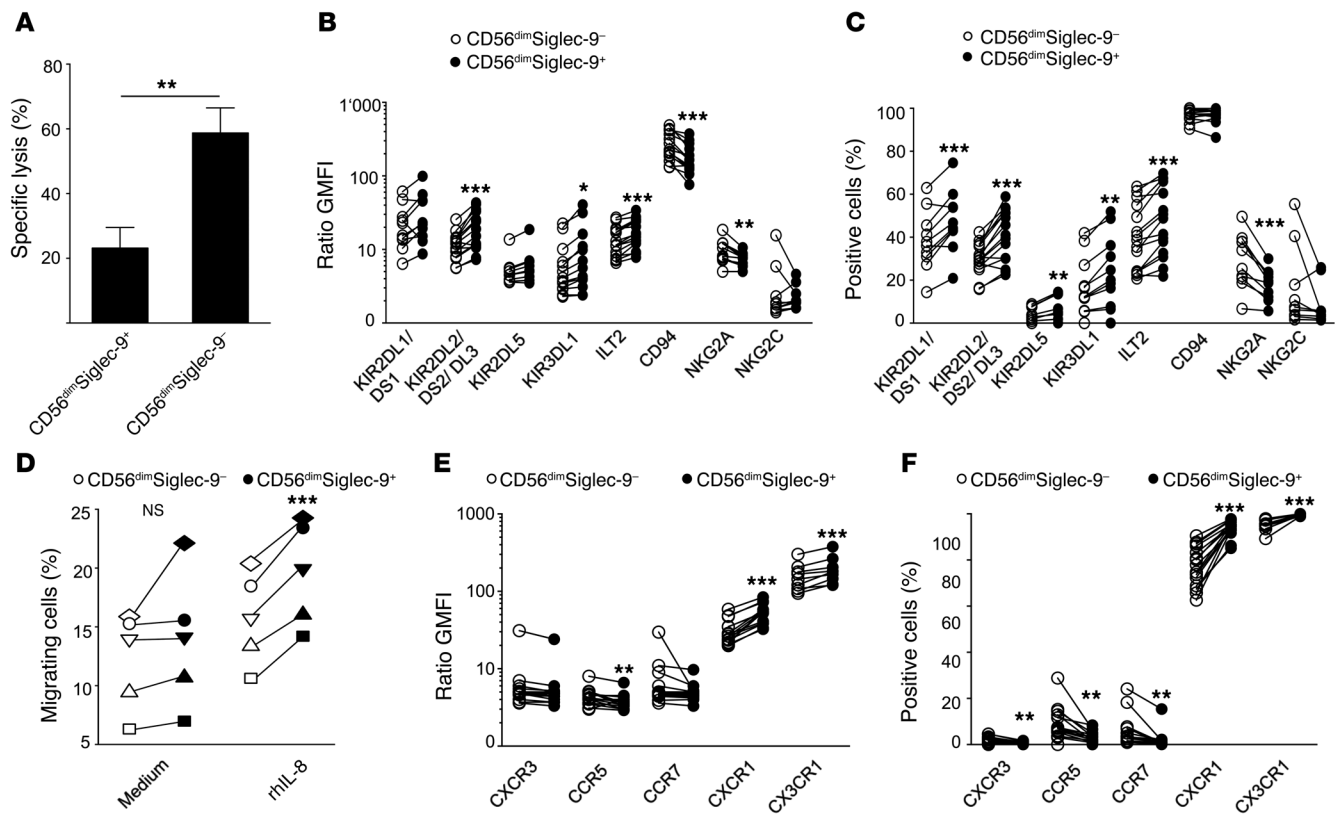 A
Specific lysis (%)
80
60
40
20
**
CD56dimSiglec-9+
CD56dimSiglec-9–
B
CD56dimSiglec-9–
CD56dimSiglec-9+
Ratio GMFI
1'000
100
10
0
***
*
***
***
**
KIR2DL1/
DS1
KIR2DL2/
DS2/ DL3
KIR2DL5
KIR3DL1
ILT2
CD94
NKG2A
NKG2C
C
CD56dimSiglec-9–
CD56dimSiglec-9+
Positive cells (%)
100
80
60
40
20
0
***
***
**
**
***
***
KIR2DL1/
DS1
KIR2DL2/
DS2/ DL3
KIR2DL5
KIR3DL1
ILT2
CD94
NKG2A
NKG2C
D
CD56dimSiglec-9–
CD56dimSiglec-9+
Migrating cells (%)
25
20
15
10
5
NS
***
Medium
rhIL-8
E
CD56dimSiglec-9–
CD56dimSiglec-9+
Ratio GMFI
1000
100
10
0
**
***
***
CXCR3
CCR5
CCR7
CXCR1
CX3CR1
F
CD56dimSiglec-9–
CD56dimSiglec-9+
Positive cells (%)
100
80
60
40
20
0
**
**
**
***
***
CXCR3
CCR5
CCR7
CXCR1
CX3CR1